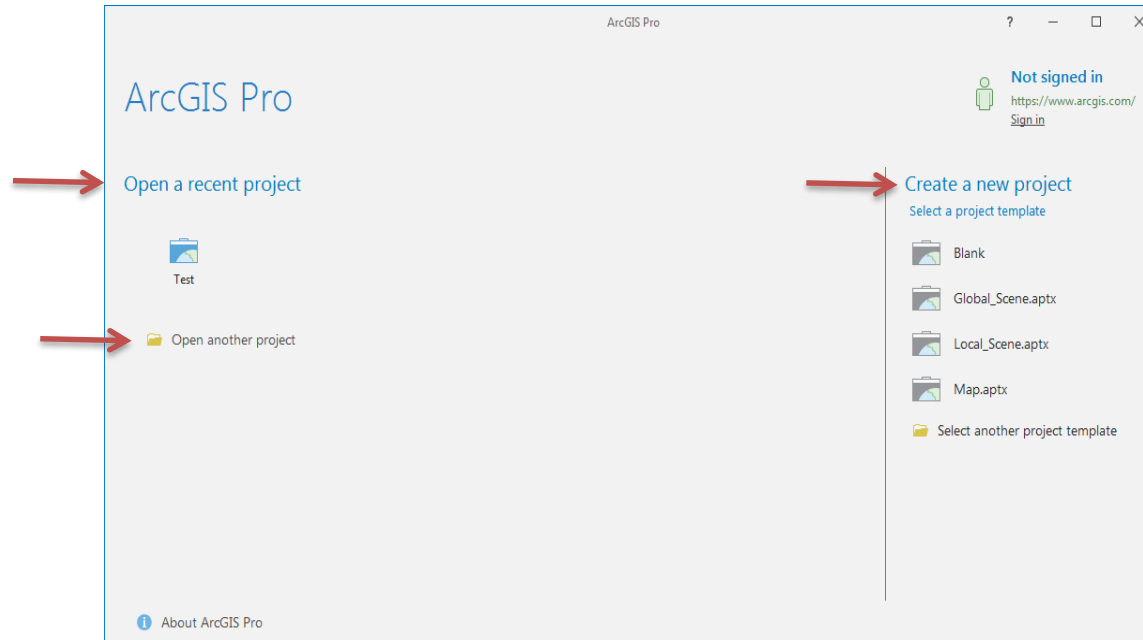 ArcGIS Pro
?
ArcGIS Pro
Not signed in
https://www.arcgis.com/
Sign in
Open a recent project
Test
Open another project
Create a new project
Select a project template
Blank
Global_Scene.aptx
Local_Scene.aptx
Map.aptx
Select another project template
About ArcGIS Pro